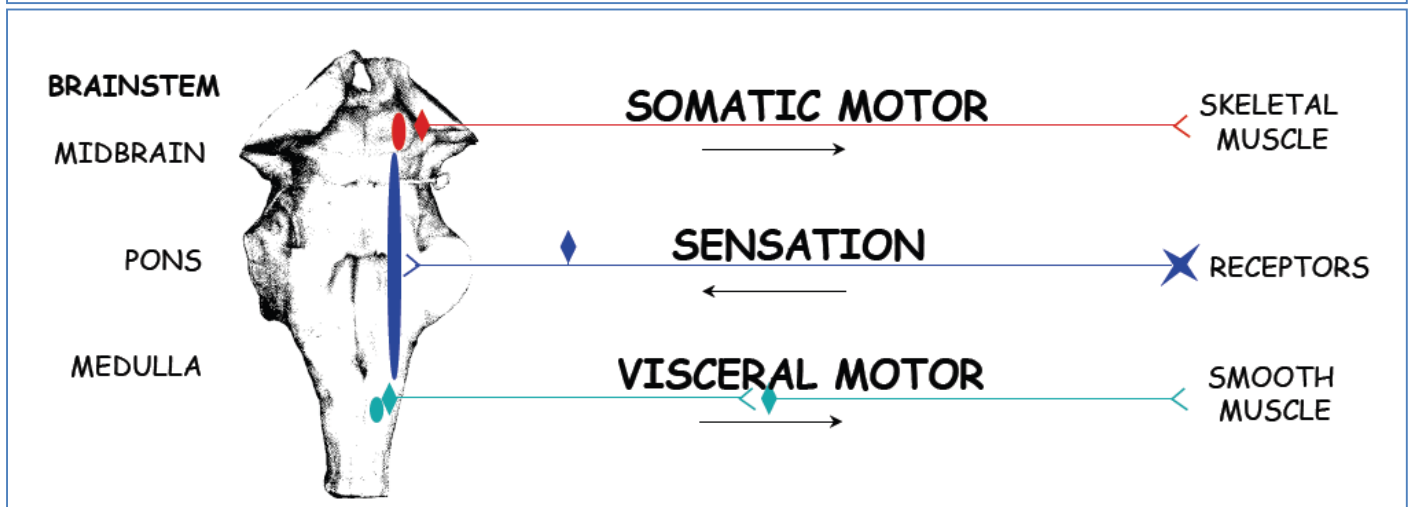 BRAINSTEM
SOMATIC MOTOR
SKELETAL
MUSCLE
MIDBRAIN
SENSATION
PONS
RECEPTORS
MEDULLA
VISCERAL MOTOR
SMOOTH
MUSCLE